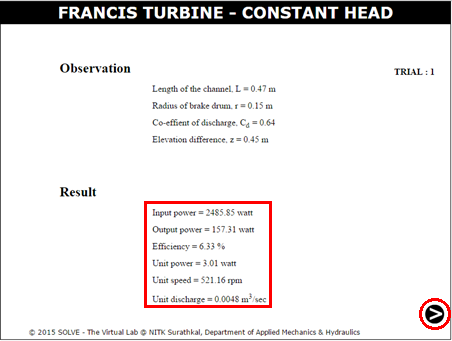 FRANCIS TURBINE - CONSTANT HEAD
Observation
TRIAL : 1
Length of the channel, L = 0.47 m
Radius of brake drum, r = 0.15 m
Co-effient of discharge, Cd = 0.64
Elevation difference, z = 0.45 m
Result
Input power = 2485.85 watt
Output power = 157.31 watt
Efficiency = 6.33 %
Unit power = 3.01 watt
Unit speed = 521.16 rpm
Unit discharge = 0.0048 m³/sec
© 2015 SOLVE - The Virtual Lab @ NITK Surathkal, Department of Applied Mechanics & Hydraulics